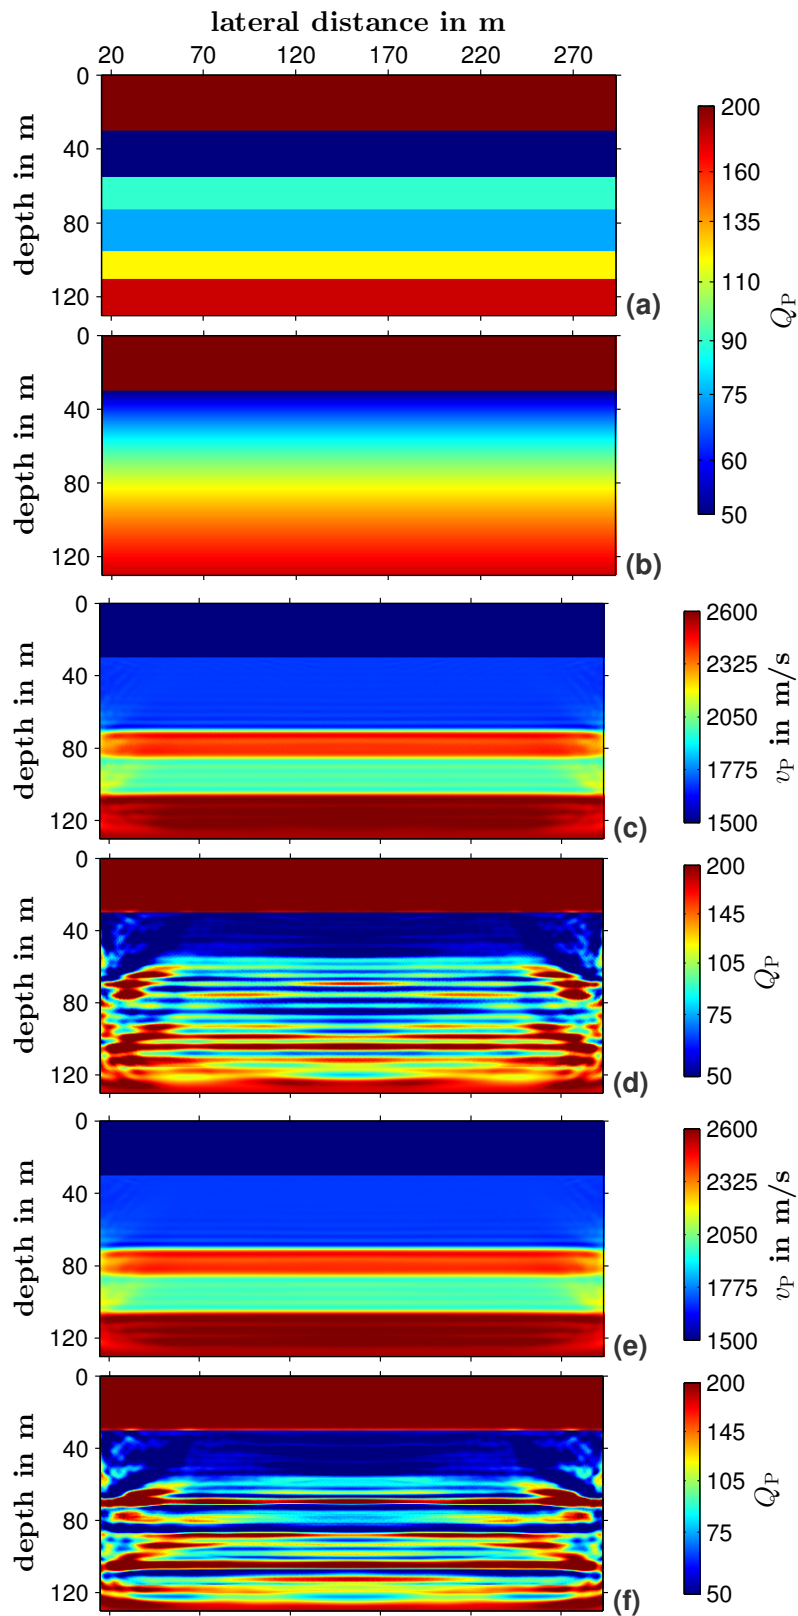 lateral distance in m
20 70 120 170 220 270
0
40
80
120
depth in m
(a)
200
160
135
110
90
75
60
50
Q_P
0
40
80
120
depth in m
(b)
0
40
80
120
depth in m
(c)
2600
2325
2050
1775
1500
v_P in m/s
0
40
80
120
depth in m
(d)
200
145
105
75
50
Q_P
0
40
80
120
depth in m
(e)
2600
2325
2050
1775
1500
v_P in m/s
0
40
80
120
depth in m
(f)
200
145
105
75
50
Q_P